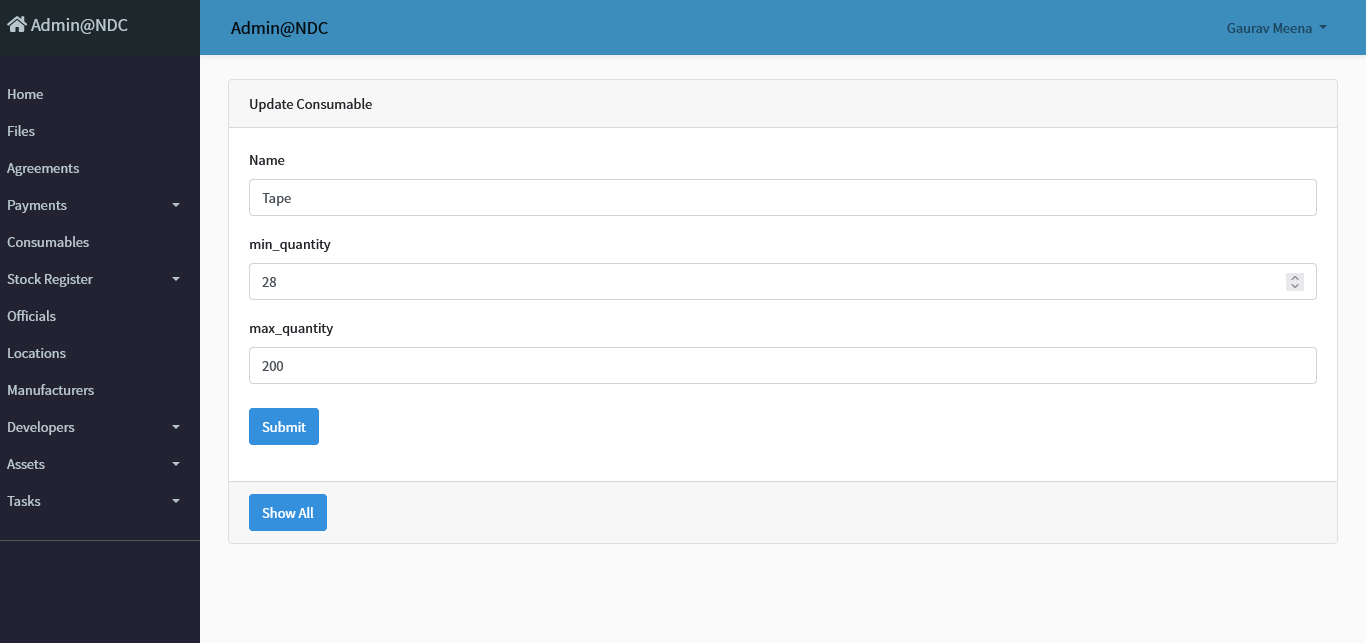 Admin@NDC
Admin@NDC
Gaurav Meena
Home
Files
Agreements
Payments
Consumables
Stock Register
Officials
Locations
Manufacturers
Developers
Assets
Tasks
Update Consumable
Name
Tape
min_quantity
28
max_quantity
200
Submit
Show All